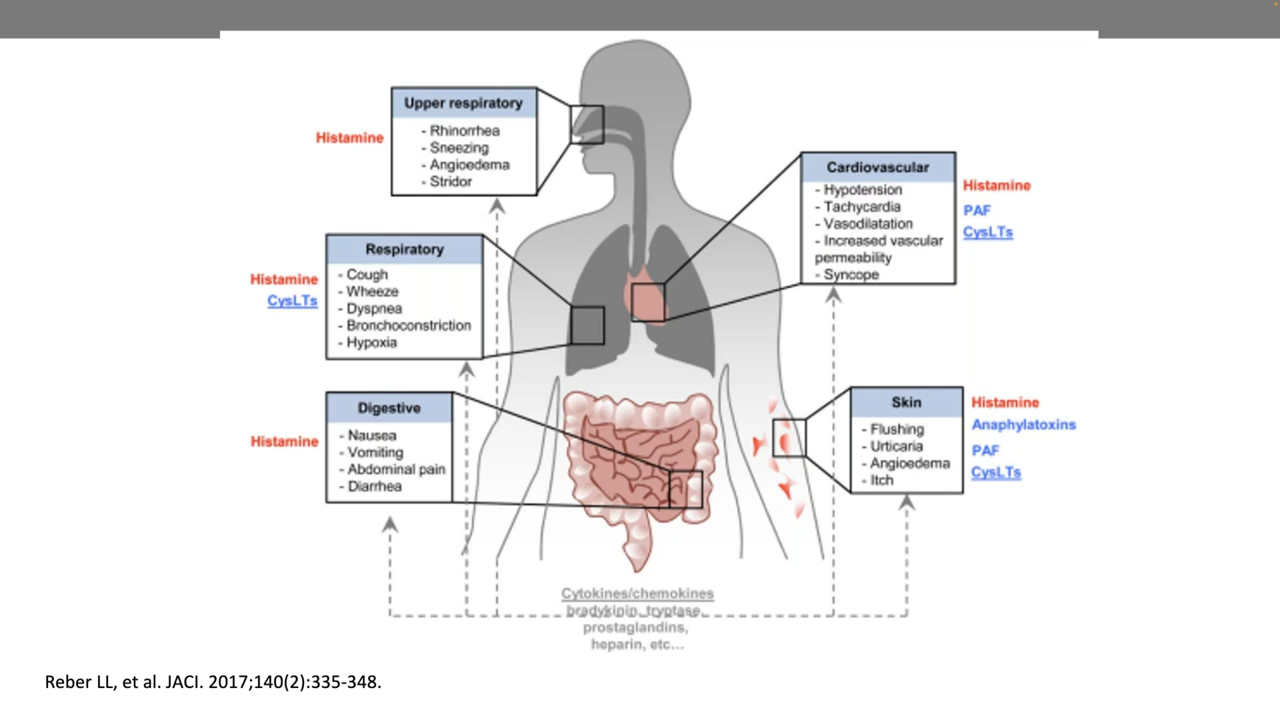 Upper respiratory
Histamine
- Rhinorrhea
- Sneezing
- Angioedema
- Stridor
Cardiovascular
- Hypotension
- Tachycardia
- Vasodilatation
- Increased vascular
permeability
- Syncope
Histamine
PAF
CysLTs
Respiratory
Histamine
CysLTs
- Cough
- Wheeze
- Dyspnea
- Bronchoconstriction
- Hypoxia
Digestive
Histamine
- Nausea
- Vomiting
- Abdominal pain
- Diarrhea
Skin
- Flushing
- Urticaria
- Angioedema
- Itch
Histamine
Anaphylatoxins
PAF
CysLTs
Cytokines/chemokines
bradykinin, tryptase,
prostaglandins,
heparin, etc...
Reber LL, et al. JACI. 2017;140(2):335-348.